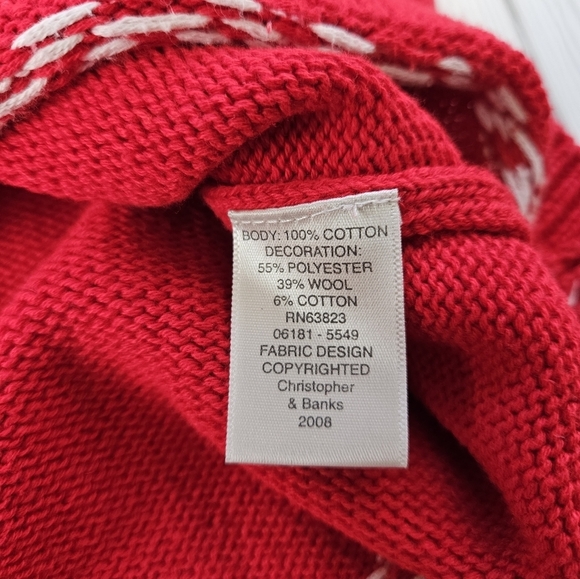 BODY: 100% COTTON
DECORATION:
55% POLYESTER
39% WOOL
6% COTTON
RN63823
06181 - 5549
FABRIC DESIGN
COPYRIGHTED
Christopher
& Banks
2008